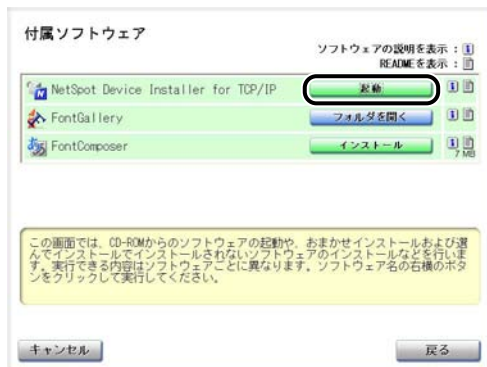 付属ソフトウェア
ソフトウェアの説明を表示 :
READMEを表示 :
NetSpot Device Installer for TCP/IP 起動
FontGallery フォルダを開く
FontComposer インストール 7 MB
この画面では、CD-ROMからのソフトウェアの起動や、おまかせインストールおよび選
んでインストールでインストールされないソフトウェアのインストールなどを行いま
す。実行できる内容はソフトウェアごとに異なります。ソフトウェア名の右横のボタ
ンをクリックして実行してください。
キャンセル 戻る